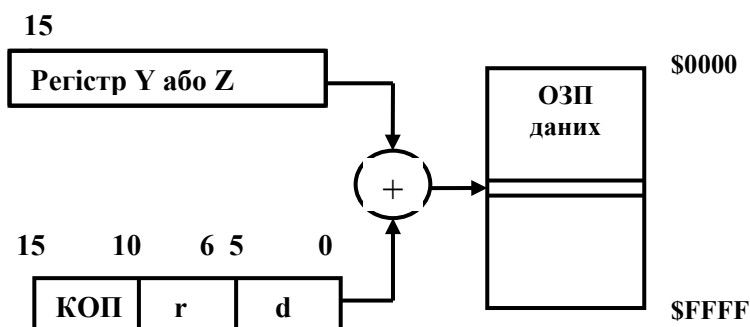 15
Регістр Y або Z
$0000
ОЗП
даних
+
15 10 6 5 0
КОП r d
$FFFF